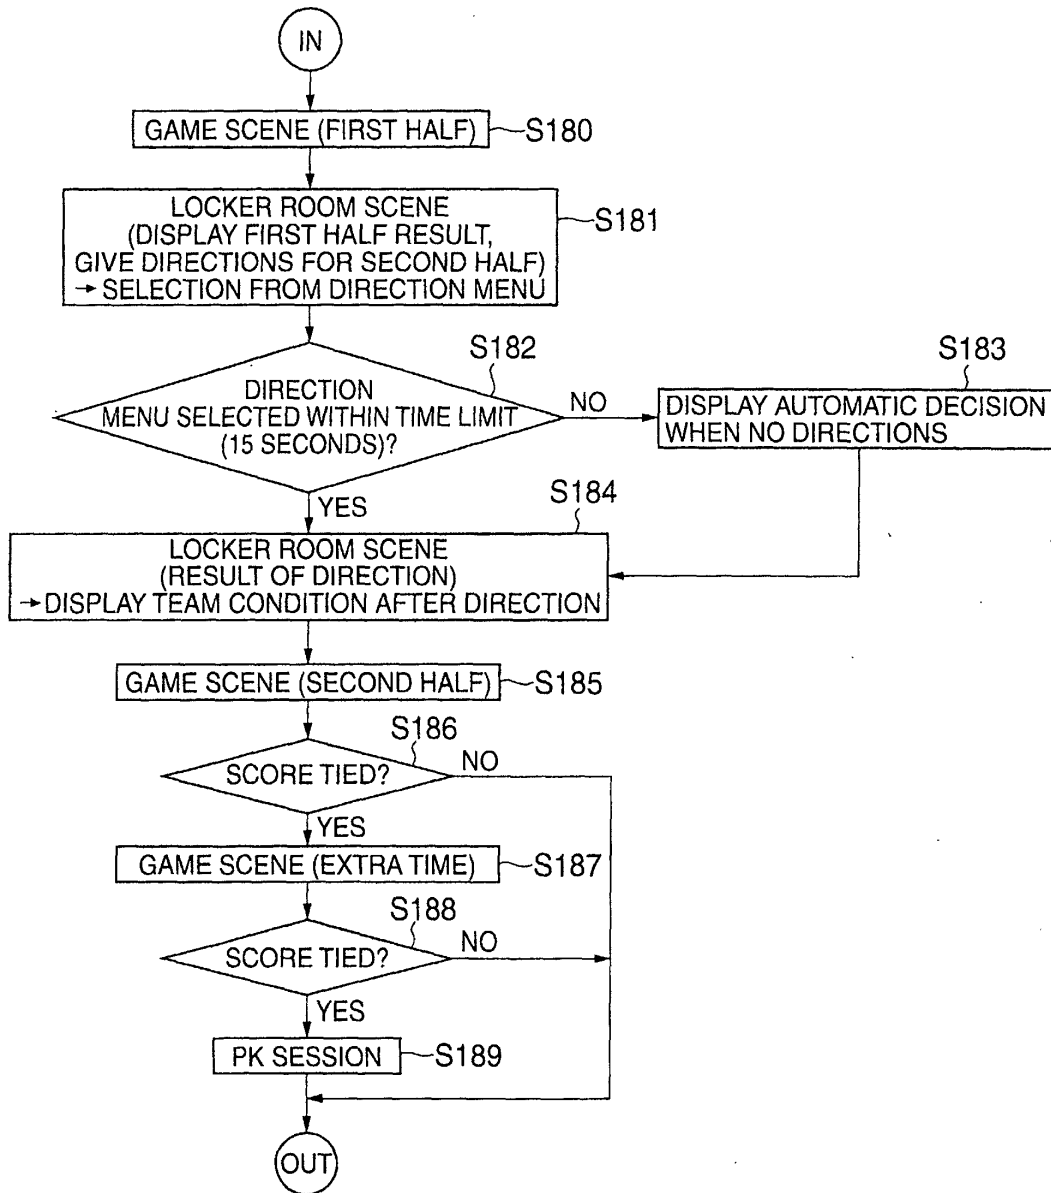 IN
GAME SCENE (FIRST HALF)
S180
LOCKER ROOM SCENE
(DISPLAY FIRST HALF RESULT,
GIVE DIRECTIONS FOR SECOND HALF)
→ SELECTION FROM DIRECTION MENU
S181
S182
DIRECTION
MENU SELECTED WITHIN TIME LIMIT
(15 SECONDS)?
NO
S183
DISPLAY AUTOMATIC DECISION
WHEN NO DIRECTIONS
YES
S184
LOCKER ROOM SCENE
(RESULT OF DIRECTION)
→ DISPLAY TEAM CONDITION AFTER DIRECTION
GAME SCENE (SECOND HALF)
S185
S186
SCORE TIED?
NO
YES
GAME SCENE (EXTRA TIME)
S187
S188
SCORE TIED?
NO
YES
PK SESSION
S189
OUT